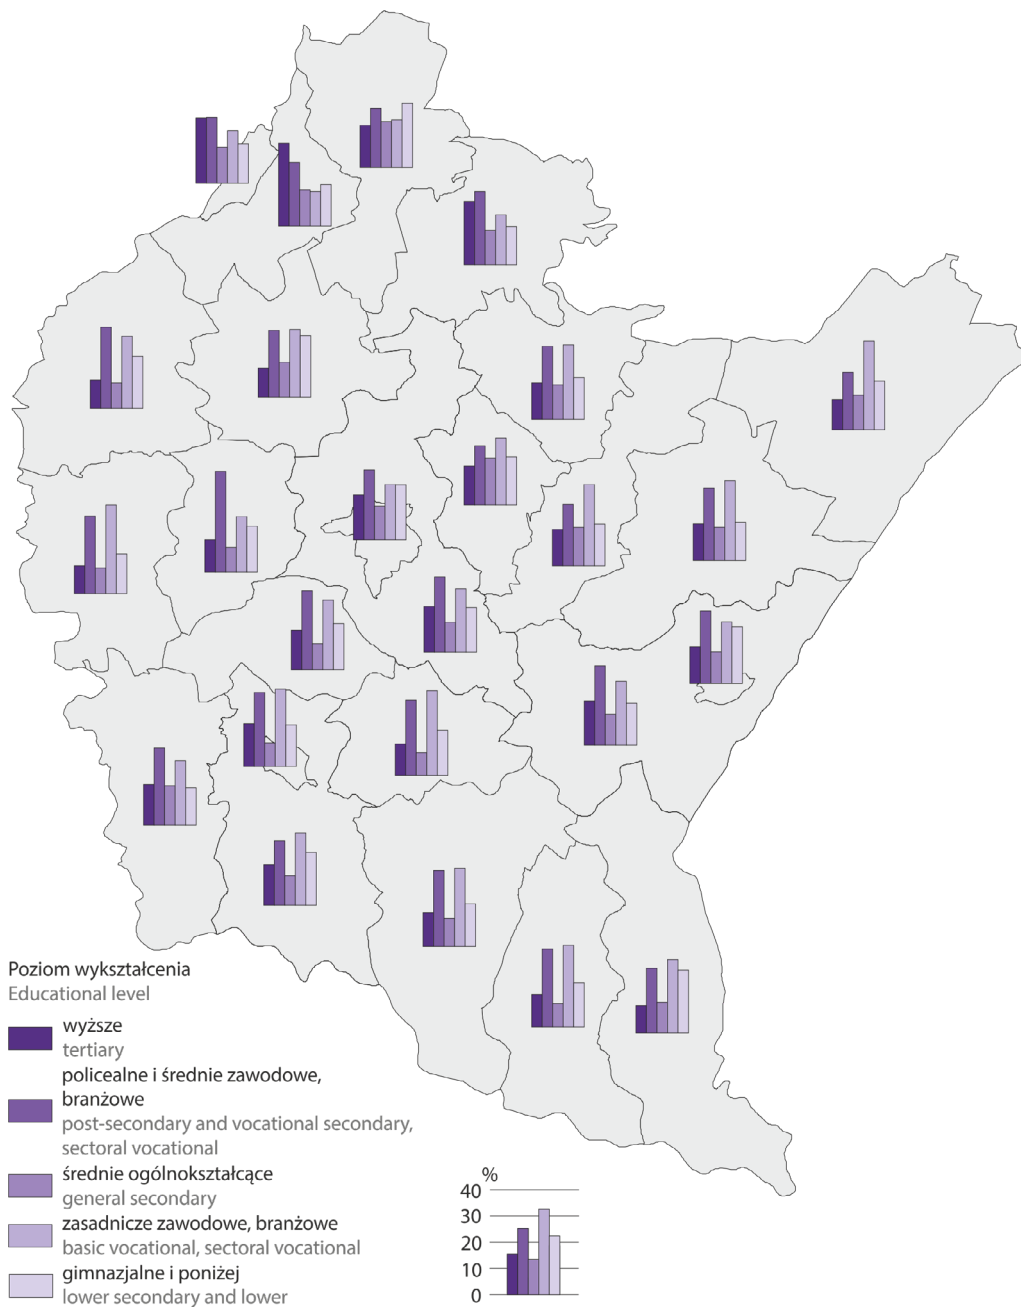 Poziom wykształcenia
Educational level
wyższe
tertiary
policealne i średnie zawodowe,
branżowe
post-secondary and vocational secondary,
sectoral vocational
średnie ogólnokształcące
general secondary
zasadnicze zawodowe, branżowe
basic vocational, sectoral vocational
gimnazjalne i poniżej
lower secondary and lower
%
40
30
20
10
0